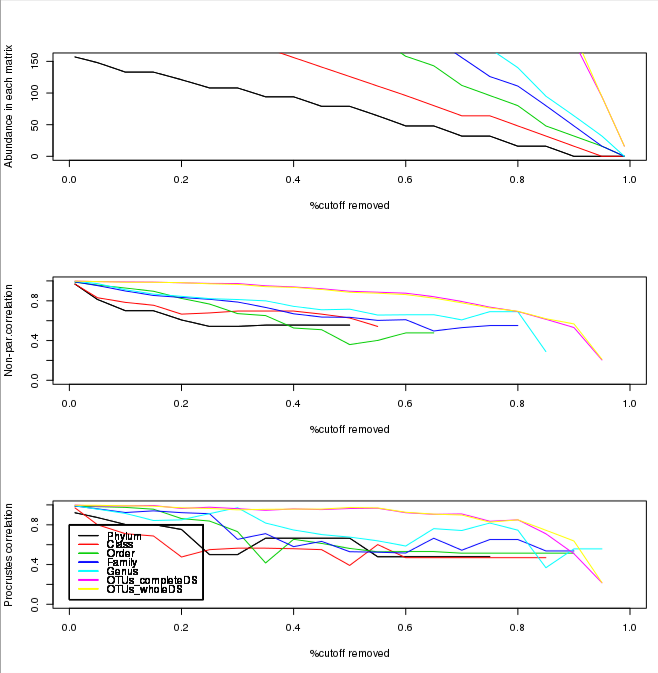 Abundance in each matrix
150
100
50
0
0.0 0.2 0.4 0.6 0.8 1.0
%cutoff removed
Non-par.correlation
0.8
0.4
0.0
0.0 0.2 0.4 0.6 0.8 1.0
%cutoff removed
Procrustes correlation
0.8
0.4
0.0
Phylum
Class
Order
Family
Genus
OTUs_completeDS
OTUs_wholeDS
0.0 0.2 0.4 0.6 0.8 1.0
%cutoff removed